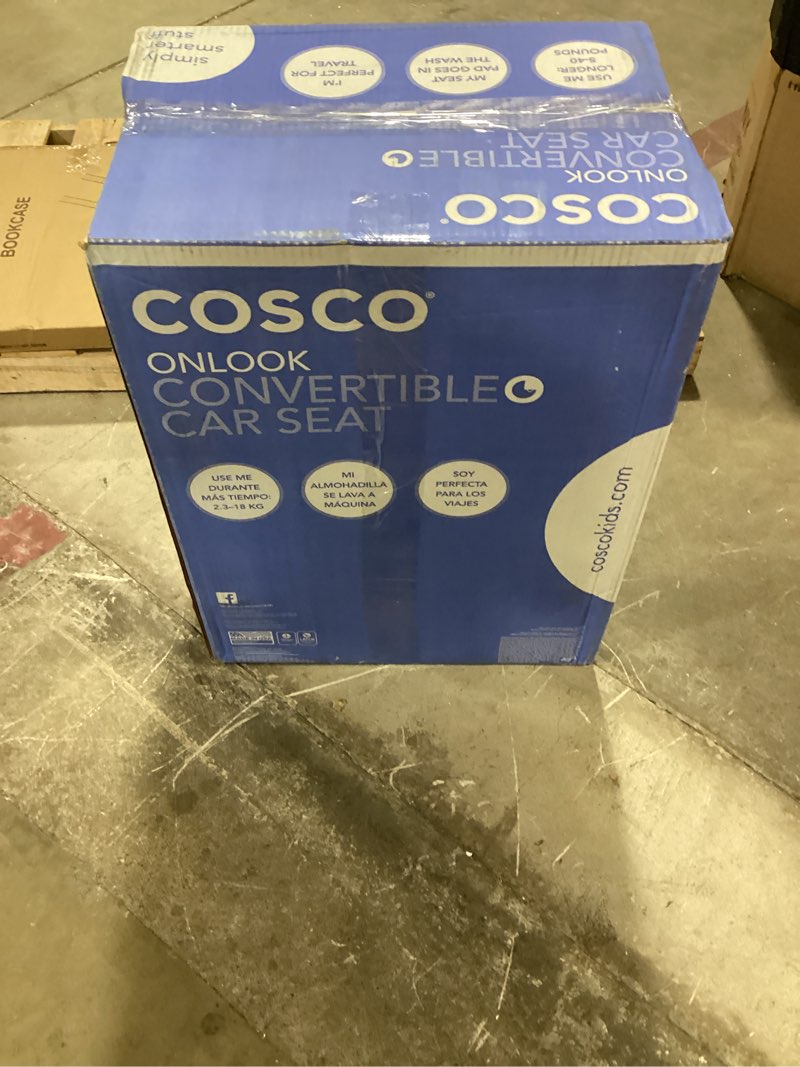 simply
smarter
stuff
I'M
PERFECT FOR
TRAVEL
MY SEAT
PAD GOES IN
THE WASH
USE ME
LONGER:
5-40
POUNDS
COSCO
ONLOOK
CONVERTIBLE
CAR SEAT
BOOKCASE
COSCO®
ONLOOK
CONVERTIBLE
CAR SEAT
USE ME
DURANTE
MÁS TIEMPO:
2.3–18 KG
MI
ALMOHADILLA
SE LAVA A
MÁQUINA
SOY
PERFECTA
PARA LOS
VIAJES
coscokids.com
f